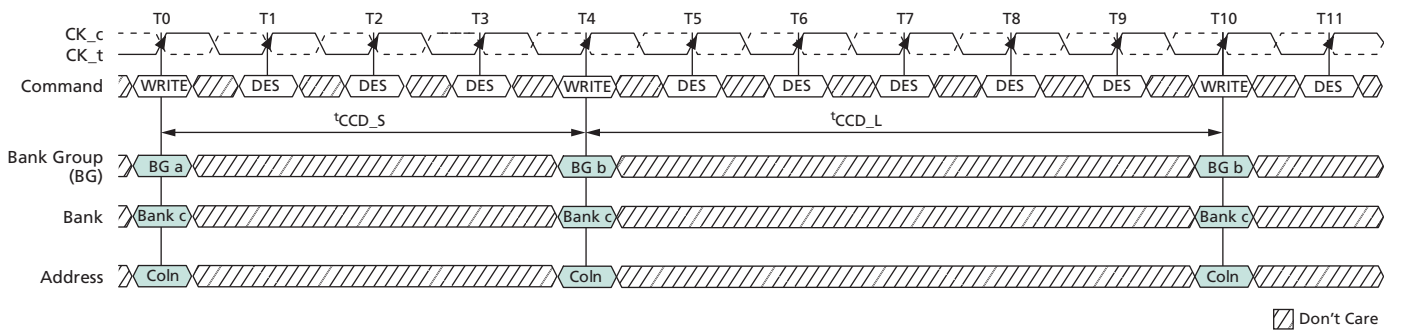 T0 T1 T2 T3 T4 T5 T6 T7 T8 T9 T10 T11
CK_c
CK_t
Command WRITE DES DES DES WRITE DES DES DES DES DES WRITE DES
tCCD_S tCCD_L
Bank Group
(BG) BG a BG b BG b
Bank Bank c Bank c Bank c
Address Coln Coln Coln
Don't Care